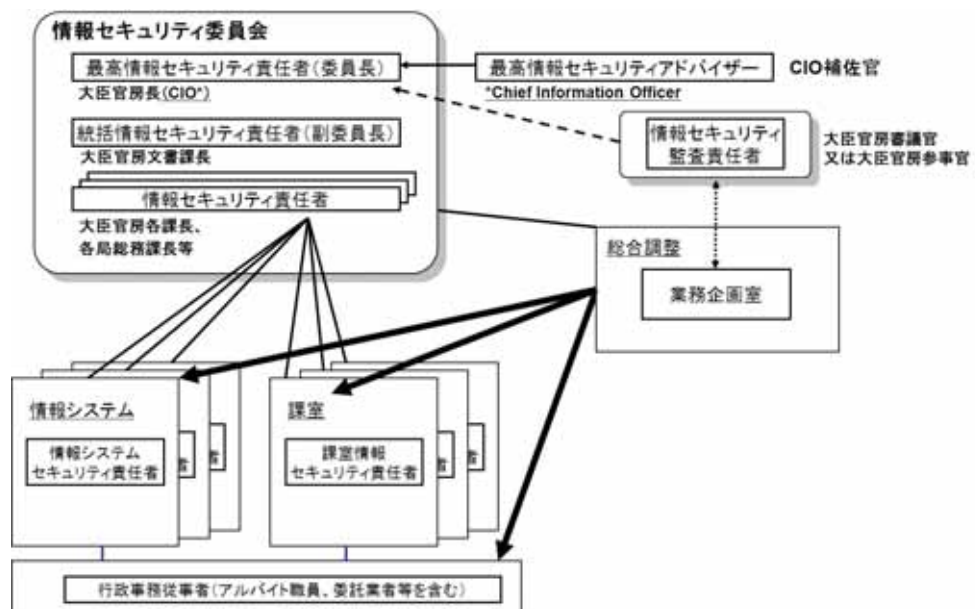 情報セキュリティ委員会
最高情報セキュリティ責任者(委員長)
大臣官房長(CIO*)
最高情報セキュリティアドバイザー
CIO補佐官
*Chief Information Officer
統括情報セキュリティ責任者(副委員長)
大臣官房文書課長
情報セキュリティ
監査責任者
大臣官房審議官
又は大臣官房参事官
情報セキュリティ責任者
大臣官房各課長、
各局総務課長等
総合調整
業務企画室
情報システム
情報システム
セキュリティ責任者
者
者
課室
課室情報
セキュリティ責任者
者
者
行政事務従事者(アルバイト職員、委託業者等を含む)